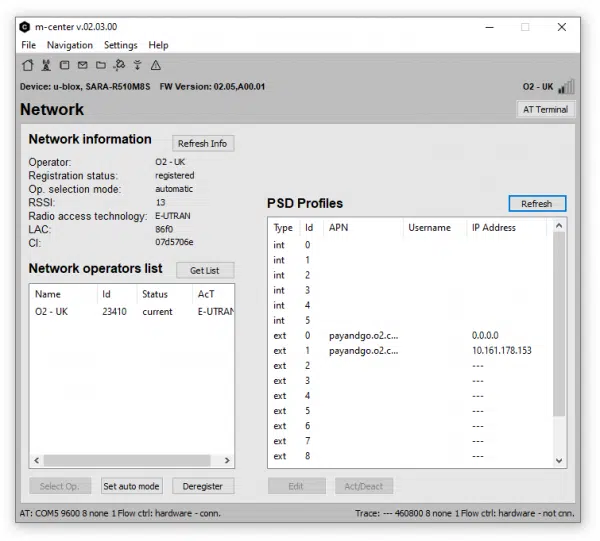 m-center v.02.03.00
File Navigation Settings Help
Device: u-blox, SARA-R510M8S FW Version: 02.05,A00.01 O2 - UK
Network AT Terminal
Network information Refresh Info
Operator: O2 - UK
Registration status: registered
Op. selection mode: automatic
RSSI: 13
Radio access technology: E-UTRAN
LAC: 86f0
CI: 07d5706e
Network operators list Get List
Name Id Status AcT
O2 - UK 23410 current E-UTRAN
Select Op. Set auto mode Deregister
PSD Profiles Refresh
Type Id APN Username IP Address
int 0
int 1
int 2
int 3
int 4
int 5
ext 0 payandgo.o2.c... 0.0.0.0
ext 1 payandgo.o2.c... 10.161.178.153
ext 2 ---
ext 3 ---
ext 4 ---
ext 5 ---
ext 6 ---
ext 7 ---
ext 8 ---
Edit Act/Deact
AT: COM5 9600 8 none 1 Flow ctrl: hardware - conn. Trace: --- 460800 8 none 1 Flow ctrl: hardware - not cnn.